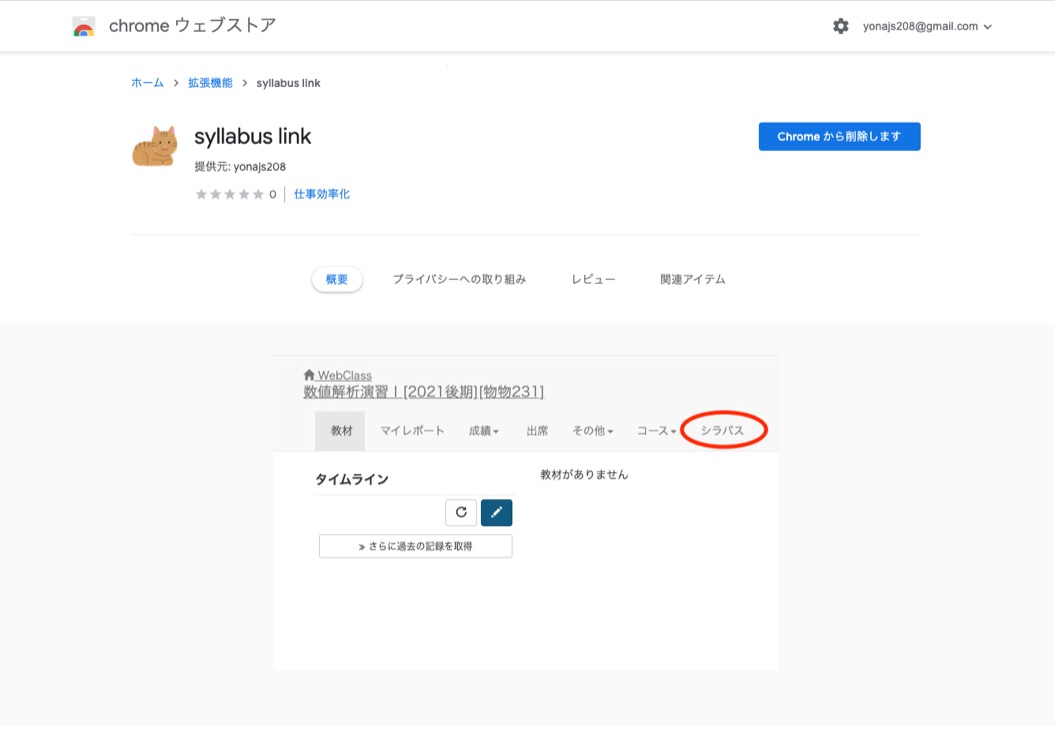 chrome ウェブストア
yonajs208@gmail.com
ホーム > 拡張機能 > syllabus link
syllabus link
Chrome から削除します
提供元: yonajs208
★★★★★ 0 | 仕事効率化
概要 プライバシーへの取り組み レビュー 関連アイテム
WebClass
数値解析演習Ⅰ[2021後期][物物231]
教材 マイレポート 成績 出席 その他 コース シラバス
タイムライン
教材がありません
» さらに過去の記録を取得